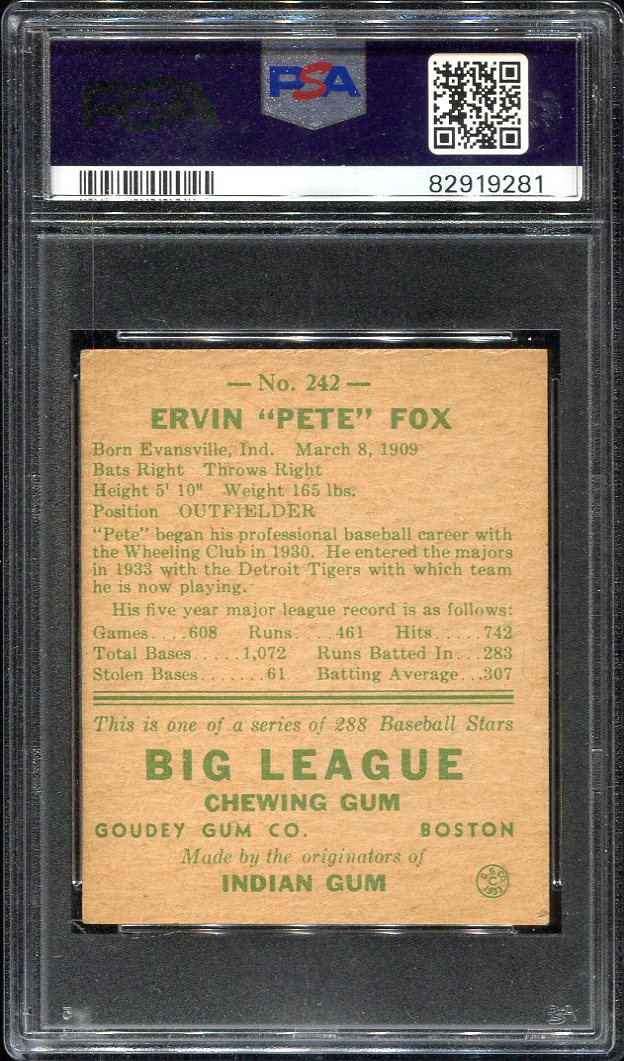 PSA
PSA
82919281
— No. 242 —
ERVIN “PETE” FOX
Born Evansville, Ind. March 8, 1909
Bats Right Throws Right
Height 5' 10" Weight 165 lbs.
Position OUTFIELDER
“Pete” began his professional baseball career with
the Wheeling Club in 1930. He entered the majors
in 1933 with the Detroit Tigers with which team
he is now playing.
His five year major league record is as follows:
Games....608 Runs....461 Hits.....742
Total Bases.....1,072 Runs Batted In...283
Stolen Bases.......61 Batting Average...307
This is one of a series of 288 Baseball Stars
BIG LEAGUE
CHEWING GUM
GOUDEY GUM CO. BOSTON
Made by the originators of
INDIAN GUM